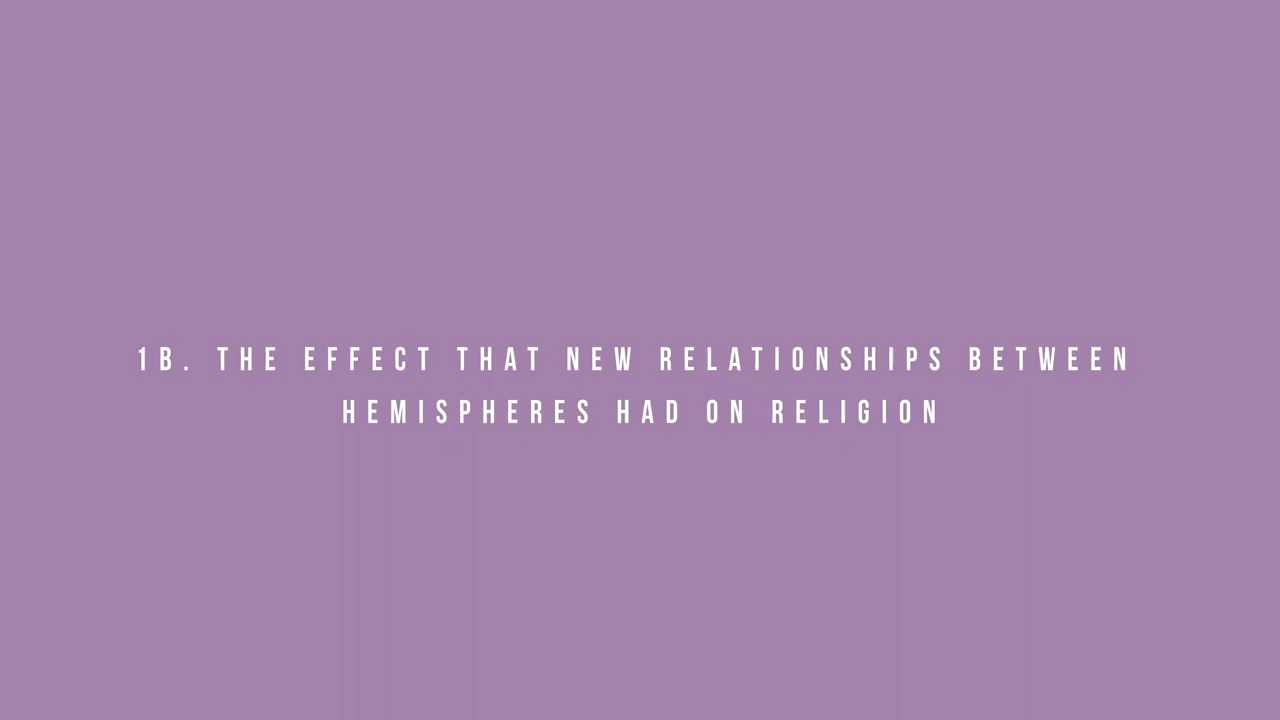 1B. THE EFFECT THAT NEW RELATIONSHIPS BETWEEN
HEMISPHERES HAD ON RELIGION